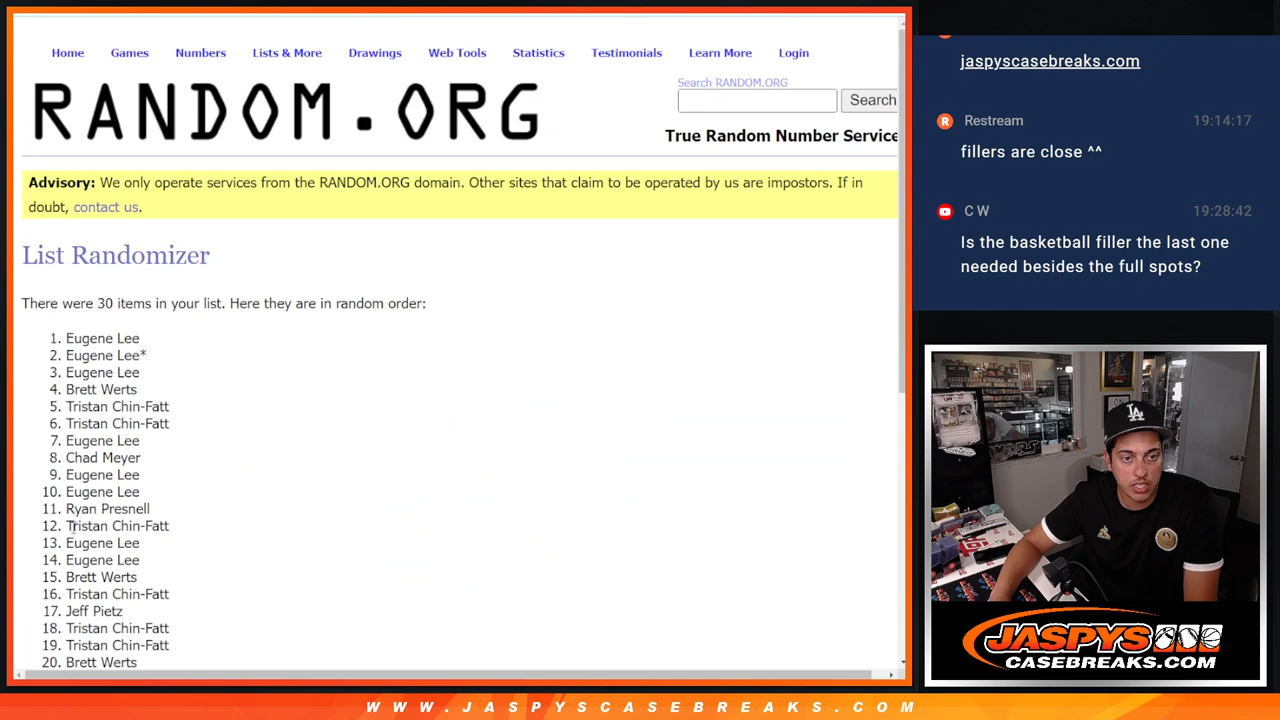 Home Games Numbers Lists & More Drawings Web Tools Statistics Testimonials Learn More Login
RANDOM.ORG
Search RANDOM.ORG
Search
True Random Number Service
Advisory: We only operate services from the RANDOM.ORG domain. Other sites that claim to be operated by us are impostors. If in
doubt, contact us.
List Randomizer
There were 30 items in your list. Here they are in random order:
1. Eugene Lee
2. Eugene Lee*
3. Eugene Lee
4. Brett Werts
5. Tristan Chin-Fatt
6. Tristan Chin-Fatt
7. Eugene Lee
8. Chad Meyer
9. Eugene Lee
10. Eugene Lee
11. Ryan Presnell
12. Tristan Chin-Fatt
13. Eugene Lee
14. Eugene Lee
15. Brett Werts
16. Tristan Chin-Fatt
17. Jeff Pietz
18. Tristan Chin-Fatt
19. Tristan Chin-Fatt
20. Brett Werts
jaspyscasebreaks.com
Restream 19:14:17
fillers are close ^^
C W 19:28:42
Is the basketball filler the last one
needed besides the full spots?
LA
JASPYS
CASEBREAKS.COM
WWW.JASPYSCASEBREAKS.COM